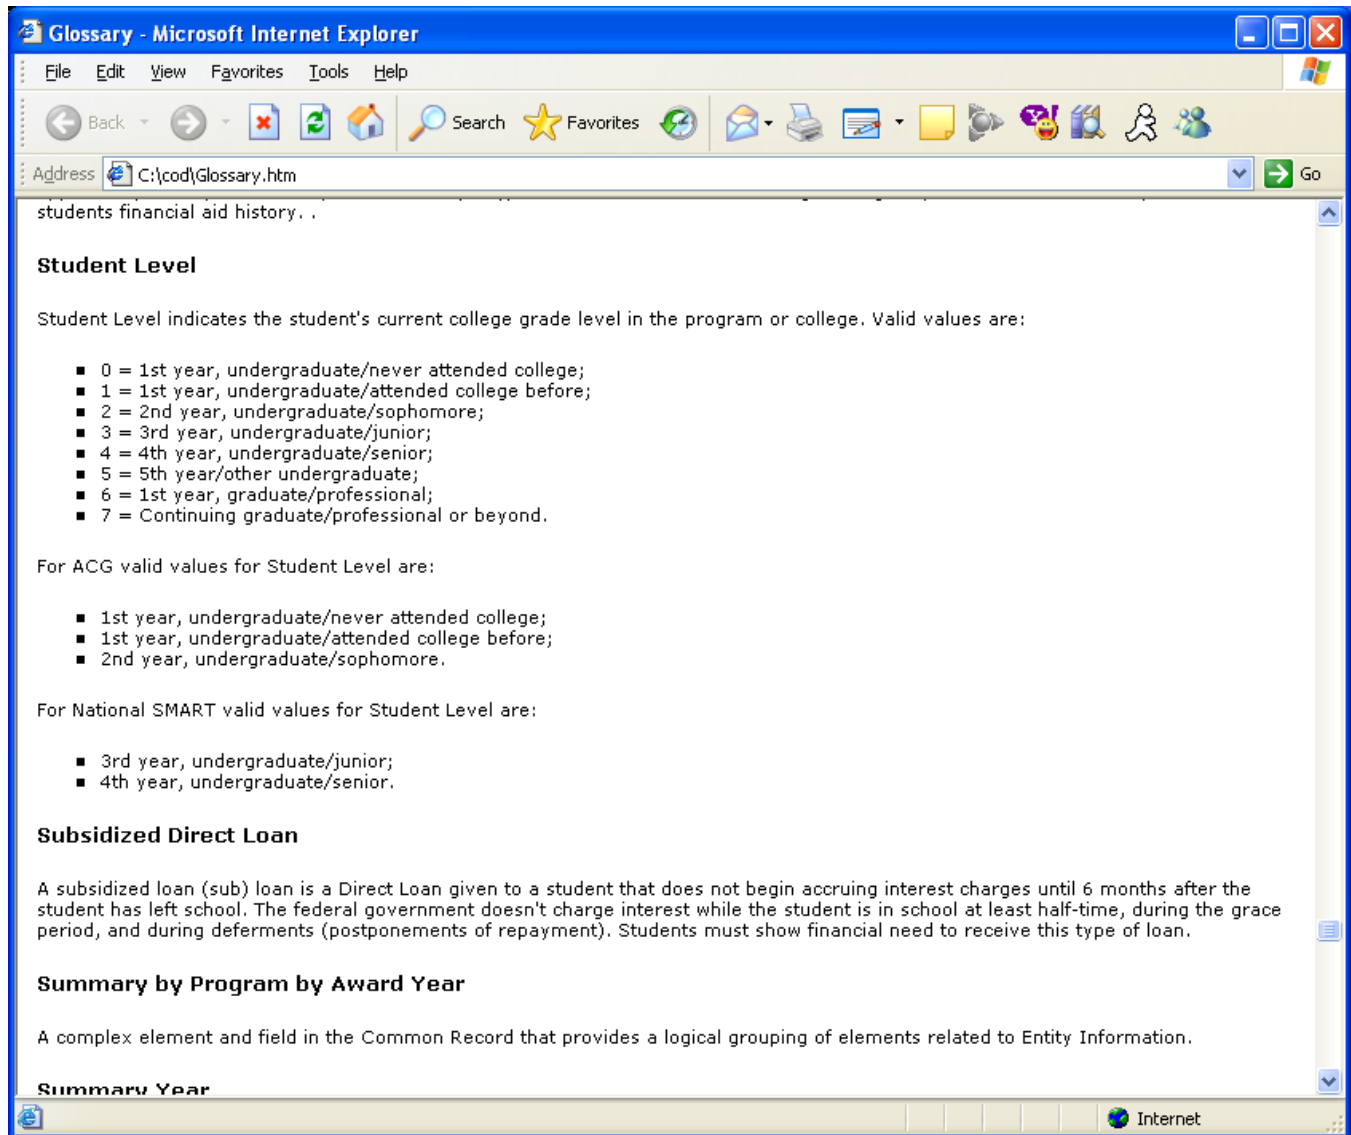 Glossary - Microsoft Internet Explorer
File Edit View Favorites Tools Help
Back Search Favorites
Address C:\cod\Glossary.htm Go
students financial aid history. .
Student Level
Student Level indicates the student's current college grade level in the program or college. Valid values are:
■ 0 = 1st year, undergraduate/never attended college;
■ 1 = 1st year, undergraduate/attended college before;
■ 2 = 2nd year, undergraduate/sophomore;
■ 3 = 3rd year, undergraduate/junior;
■ 4 = 4th year, undergraduate/senior;
■ 5 = 5th year/other undergraduate;
■ 6 = 1st year, graduate/professional;
■ 7 = Continuing graduate/professional or beyond.
For ACG valid values for Student Level are:
■ 1st year, undergraduate/never attended college;
■ 1st year, undergraduate/attended college before;
■ 2nd year, undergraduate/sophomore.
For National SMART valid values for Student Level are:
■ 3rd year, undergraduate/junior;
■ 4th year, undergraduate/senior.
Subsidized Direct Loan
A subsidized loan (sub) loan is a Direct Loan given to a student that does not begin accruing interest charges until 6 months after the
student has left school. The federal government doesn't charge interest while the student is in school at least half-time, during the grace
period, and during deferments (postponements of repayment). Students must show financial need to receive this type of loan.
Summary by Program by Award Year
A complex element and field in the Common Record that provides a logical grouping of elements related to Entity Information.
Summary Year
Internet